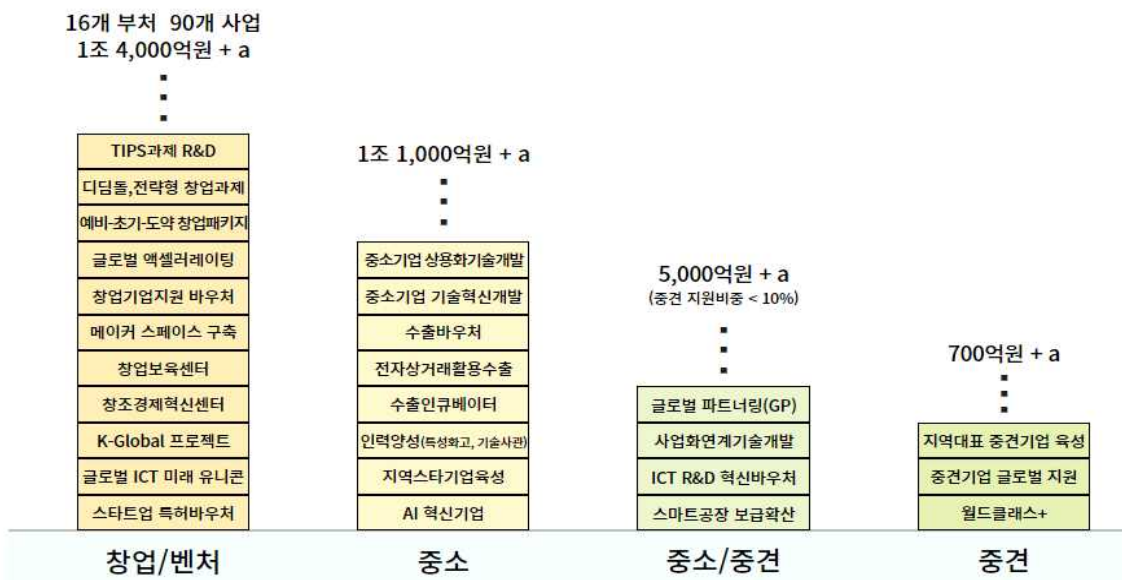 16개 부처 90개 사업
1조 4,000억원 + a
TIPS과제 R&D
디딤돌,전략형 창업과제
예비-초기-도약 창업패키지
글로벌 액셀러레이팅
창업기업지원 바우처
메이커 스페이스 구축
창업보육센터
창조경제혁신센터
K-Global 프로젝트
글로벌 ICT 미래 유니콘
스타트업 특허바우처
창업/벤처
1조 1,000억원 + a
중소기업 상용화기술개발
중소기업 기술혁신개발
수출바우처
전자상거래활용수출
수출인큐베이터
인력양성(특성화고, 기술사관)
지역스타기업육성
AI 혁신기업
중소
5,000억원 + a
(중견 지원비중 < 10%)
글로벌 파트너링(GP)
사업화연계기술개발
ICT R&D 혁신바우처
스마트공장 보급확산
중소/중견
700억원 + a
지역대표 중견기업 육성
중견기업 글로벌 지원
월드클래스+
중견